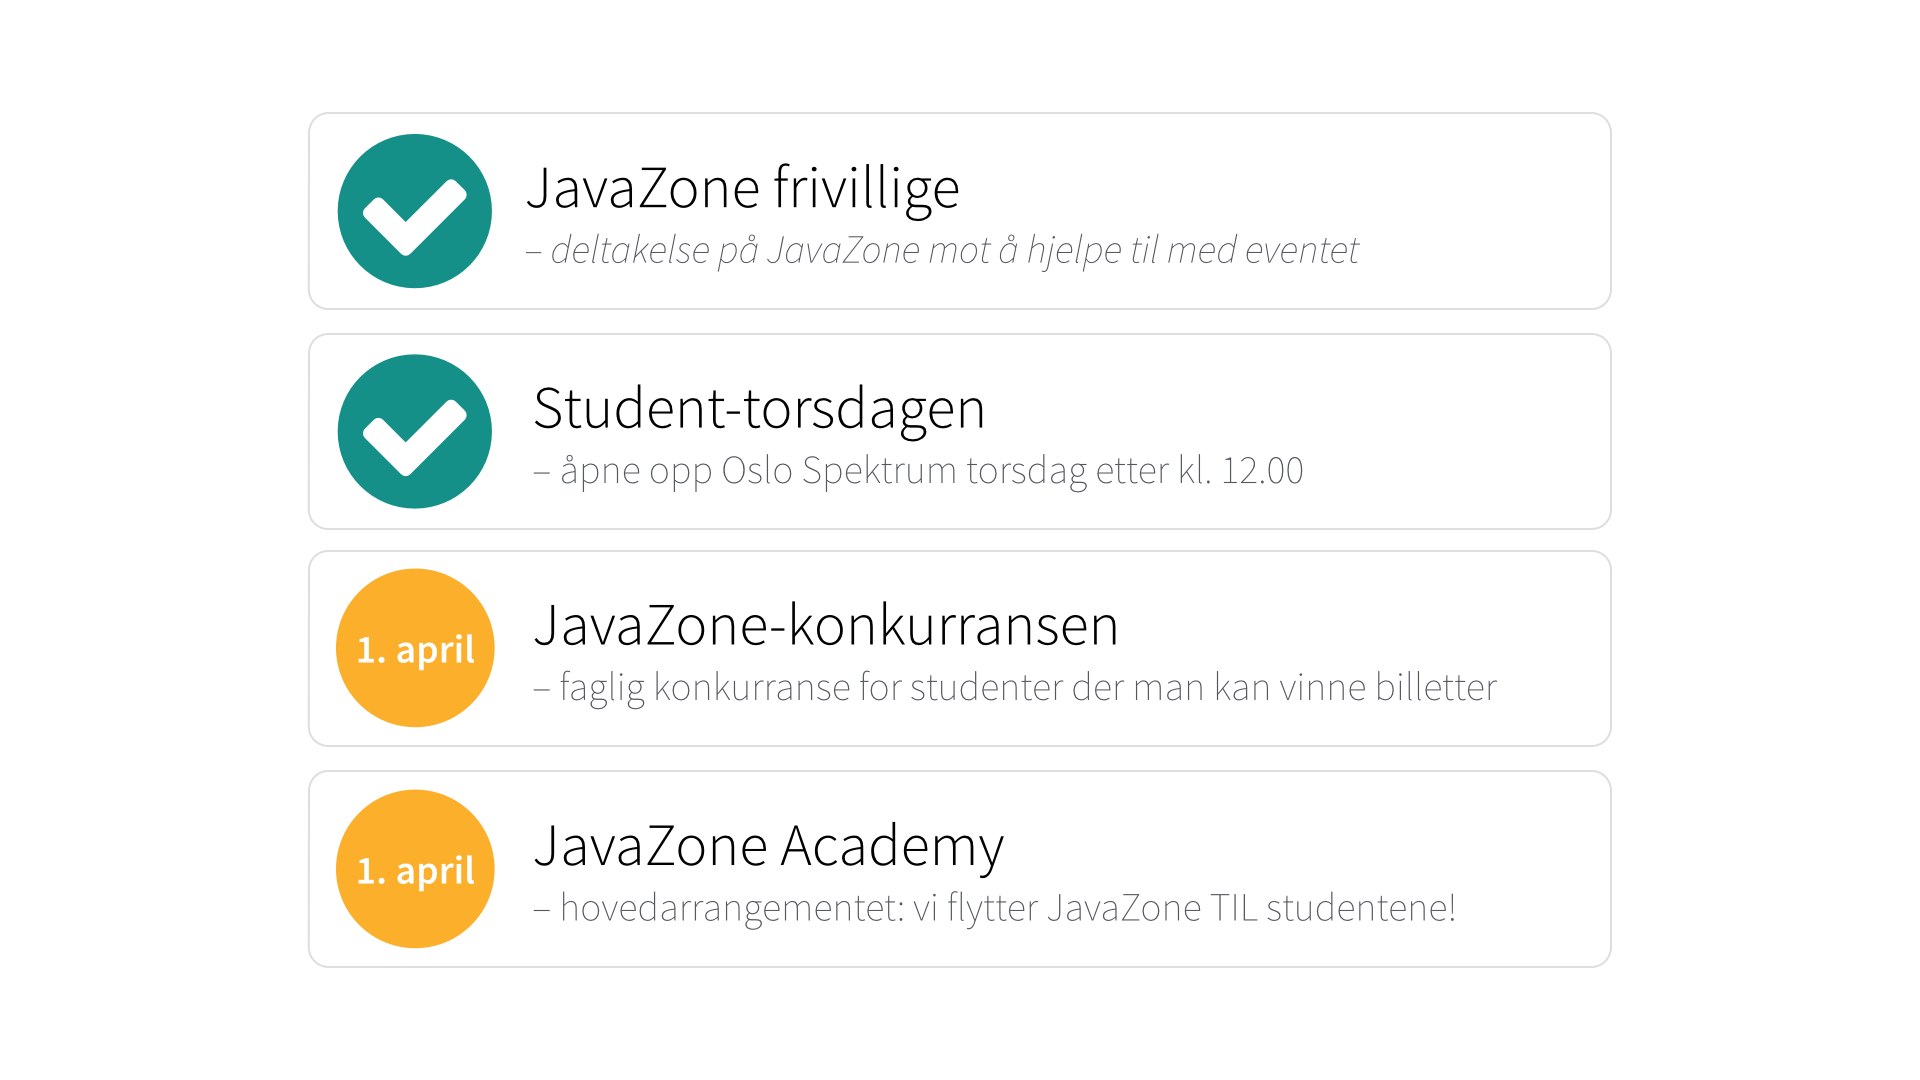 JavaZone frivillige
– deltakelse på JavaZone mot å hjelpe til med eventet
Student-torsdagen
– åpne opp Oslo Spektrum torsdag etter kl. 12.00
1. april
JavaZone-konkurransen
– faglig konkurranse for studenter der man kan vinne billetter
1. april
JavaZone Academy
– hovedarrangementet: vi flytter JavaZone TIL studentene!